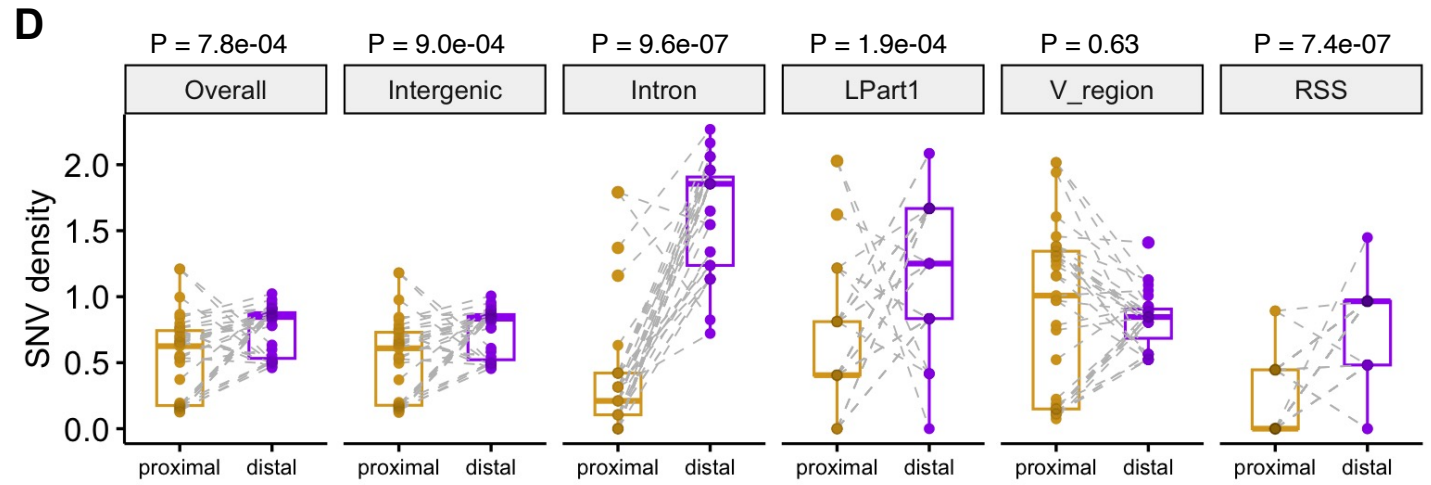 D
P = 7.8e-04 P = 9.0e-04 P = 9.6e-07 P = 1.9e-04 P = 0.63 P = 7.4e-07
Overall Intergenic Intron LPart1 V_region RSS
SNV density
2.0
1.5
1.0
0.5
0.0
proximal distal proximal distal proximal distal proximal distal proximal distal proximal distal